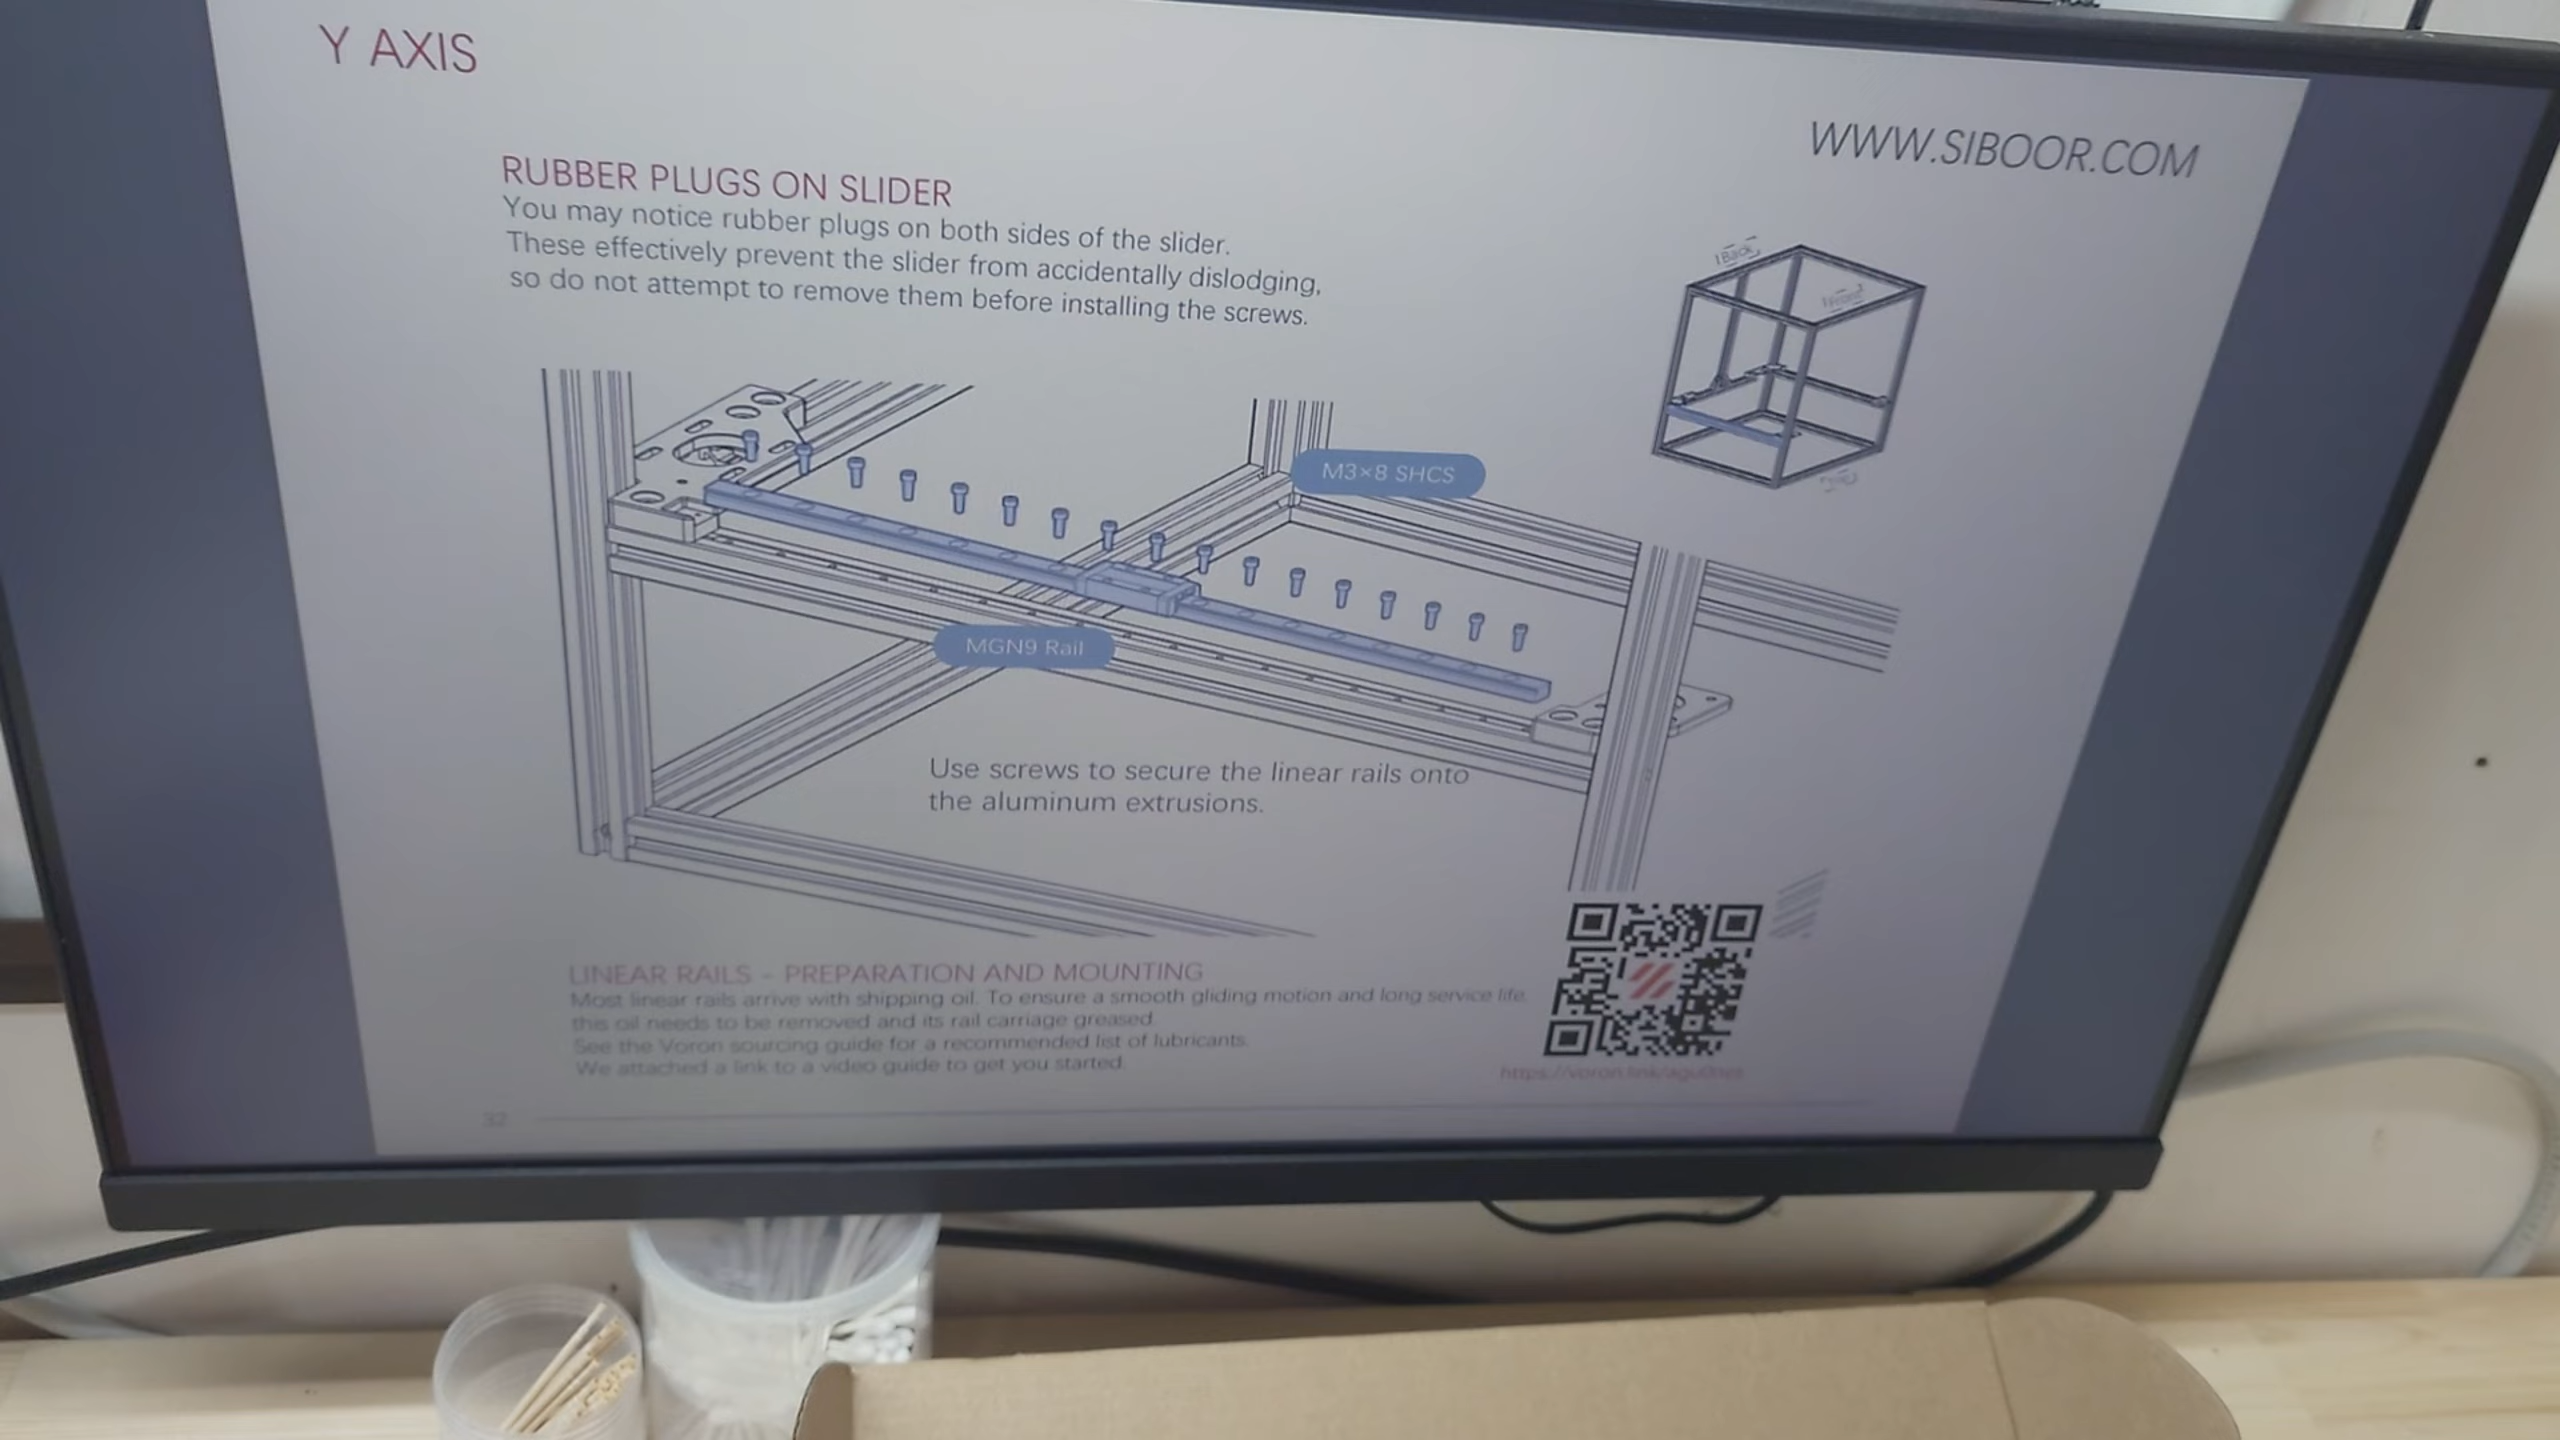 Y AXIS
WWW.SIBOOR.COM
RUBBER PLUGS ON SLIDER
You may notice rubber plugs on both sides of the slider.
These effectively prevent the slider from accidentally dislodging,
so do not attempt to remove them before installing the screws.
Back
Front
M3×8 SHCS
MGN9 Rail
Use screws to secure the linear rails onto
the aluminum extrusions.
LINEAR RAILS - PREPARATION AND MOUNTING
Most linear rails arrive with shipping oil. To ensure a smooth gliding motion and long service life
this oil needs to be removed and its rail carriage greased.
See the Voron sourcing guide for a recommended list of lubricants.
We attached a link to a video guide to get you started.
32